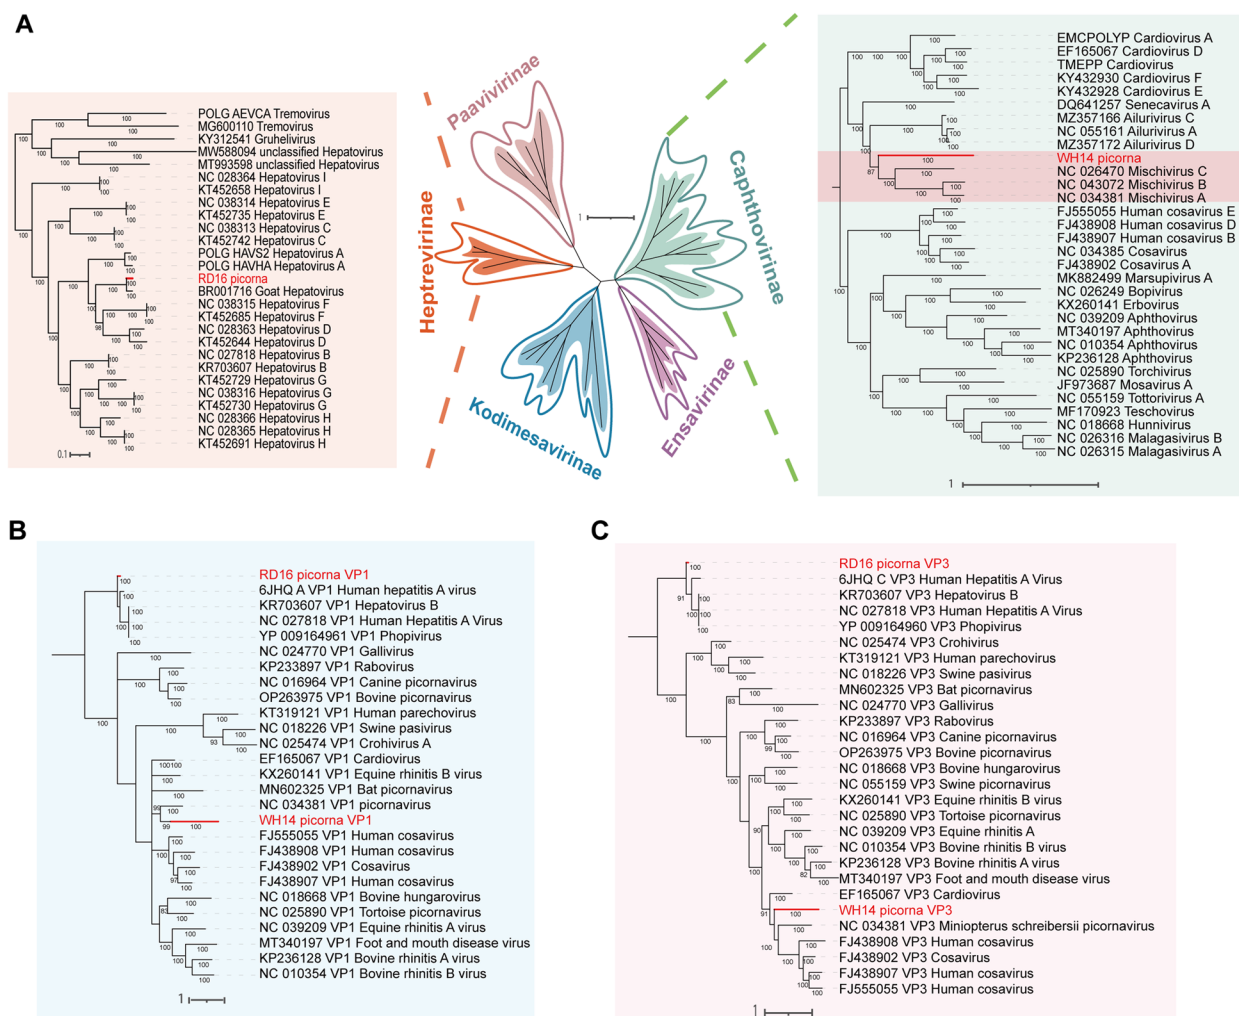 A
POLG AEVCA Tremovirus
MG600110 Tremovirus
KY312541 Gruhelivirus
MW588094 unclassified Hepatovirus
MT993598 unclassified Hepatovirus
NC 028364 Hepatovirus I
KT452658 Hepatovirus I
NC 038314 Hepatovirus E
KT452735 Hepatovirus E
NC 038313 Hepatovirus C
KT452742 Hepatovirus C
POLG HAVS2 Hepatovirus A
POLG HAVHA Hepatovirus A
RD16 picorna
BR001716 Goat Hepatovirus
NC 038315 Hepatovirus F
KT452685 Hepatovirus F
NC 028363 Hepatovirus D
KT452644 Hepatovirus D
NC 027818 Hepatovirus B
KR703607 Hepatovirus B
KT452729 Hepatovirus G
NC 038316 Hepatovirus G
KT452730 Hepatovirus G
NC 028366 Hepatovirus H
NC 028365 Hepatovirus H
KT452691 Hepatovirus H
0.1
Paavivirinae
Heptrevirinae
Kodimesavirinae
Ensavirinae
Caphthovirinae
1
EMCPOLYP Cardiovirus A
EF165067 Cardiovirus D
TMEPP Cardiovirus
KY432930 Cardiovirus F
KY432928 Cardiovirus E
DQ641257 Senecavirus A
MZ357166 Ailurivirus C
NC 055161 Ailurivirus A
MZ357172 Ailurivirus D
WH14 picorna
NC 026470 Mischivirus C
NC 043072 Mischivirus B
NC 034381 Mischivirus A
FJ555055 Human cosavirus E
FJ438908 Human cosavirus D
FJ438907 Human cosavirus B
NC 034385 Cosavirus
FJ438902 Cosavirus A
MK882499 Marsupivirus A
NC 026249 Bopivirus
KX260141 Erbovirus
NC 039209 Aphthovirus
MT340197 Aphthovirus
NC 010354 Aphthovirus
KP236128 Aphthovirus
NC 025890 Torchivirus
JF973687 Mosavirus A
NC 055159 Tottorivirus A
MF170923 Teschovirus
NC 018668 Hunnivirus
NC 026316 Malagasivirus B
NC 026315 Malagasivirus A
1
B
RD16 picorna VP1
6JHQ A VP1 Human hepatitis A virus
KR703607 VP1 Hepatovirus B
NC 027818 VP1 Human Hepatitis A Virus
YP 009164961 VP1 Phopivirus
NC 024770 VP1 Gallivirus
KP233897 VP1 Rabovirus
NC 016964 VP1 Canine picornavirus
OP263975 VP1 Bovine picornavirus
KT319121 VP1 Human parechovirus
NC 018226 VP1 Swine pasivirus
NC 025474 VP1 Crohivirus A
EF165067 VP1 Cardiovirus
KX260141 VP1 Equine rhinitis B virus
MN602325 VP1 Bat picornavirus
NC 034381 VP1 picornavirus
WH14 picorna VP1
FJ555055 VP1 Human cosavirus
FJ438908 VP1 Human cosavirus
FJ438902 VP1 Cosavirus
FJ438907 VP1 Human cosavirus
NC 018668 VP1 Bovine hungarovirus
NC 025890 VP1 Tortoise picornavirus
NC 039209 VP1 Equine rhinitis A virus
MT340197 VP1 Foot and mouth disease virus
KP236128 VP1 Bovine rhinitis A virus
NC 010354 VP1 Bovine rhinitis B virus
1
C
RD16 picorna VP3
6JHQ C VP3 Human Hepatitis A Virus
KR703607 VP3 Hepatovirus B
NC 027818 VP3 Human Hepatitis A Virus
YP 009164960 VP3 Phopivirus
NC 025474 VP3 Crohivirus
KT319121 VP3 Human parechovirus
NC 018226 VP3 Swine pasivirus
MN602325 VP3 Bat picornavirus
NC 024770 VP3 Gallivirus
KP233897 VP3 Rabovirus
NC 016964 VP3 Canine picornavirus
OP263975 VP3 Bovine picornavirus
NC 018668 VP3 Bovine hungarovirus
NC 055159 VP3 Swine picornavirus
KX260141 VP3 Equine rhinitis B virus
NC 025890 VP3 Tortoise picornavirus
NC 039209 VP3 Equine rhinitis A
NC 010354 VP3 Bovine rhinitis B virus
KP236128 VP3 Bovine rhinitis A virus
MT340197 VP3 Foot and mouth disease virus
EF165067 VP3 Cardiovirus
WH14 picorna VP3
NC 034381 VP3 Miniopterus schreibersii picornavirus
FJ438908 VP3 Human cosavirus
FJ438902 VP3 Cosavirus
FJ438907 VP3 Human cosavirus
FJ555055 VP3 Human cosavirus
1